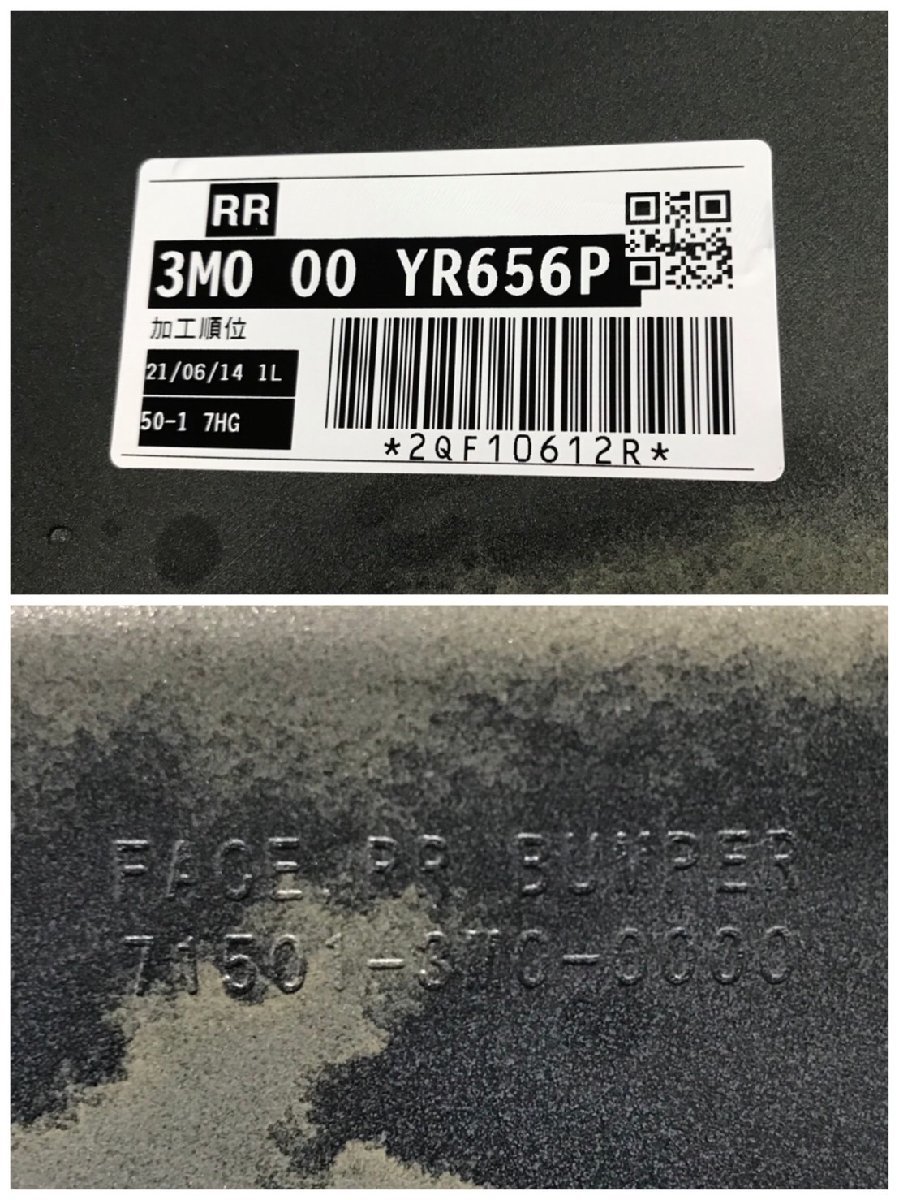 RR
3M0 00 YR656P
加工順位
21/06/14 1L
50-1 7HG
*2QF10612R*
FACE,RR BUMPER
71501-3M0-0000